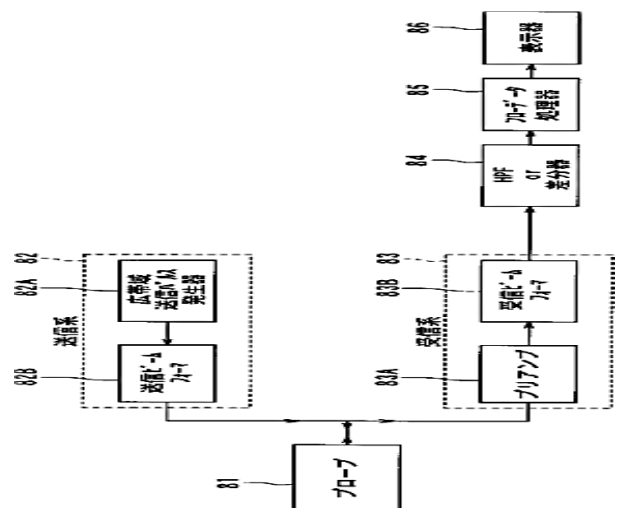 81
プローブ
送信系
82
82A
広帯域
送信パルス
発生器
82B
送信ビーム
フォーマ
受信系
83
83A
プリアンプ
83B
受信ビーム
フォーマ
84
HPF
or
差分器
85
フローデータ
処理器
86
表示器